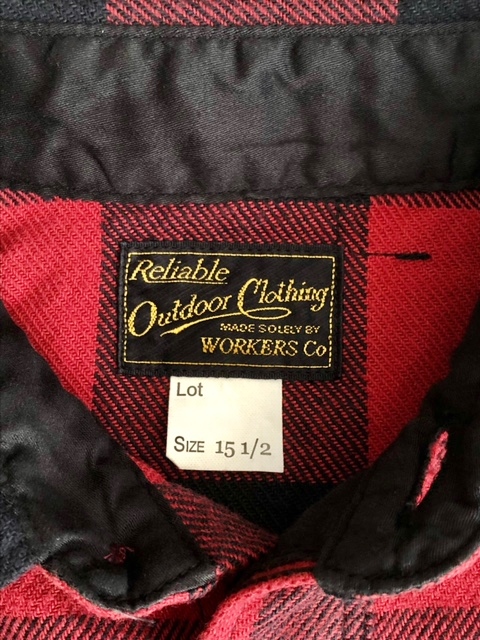 Reliable
Outdoor Clothing
MADE SOLELY BY
WORKERS Co
Lot
SIZE 15 1/2